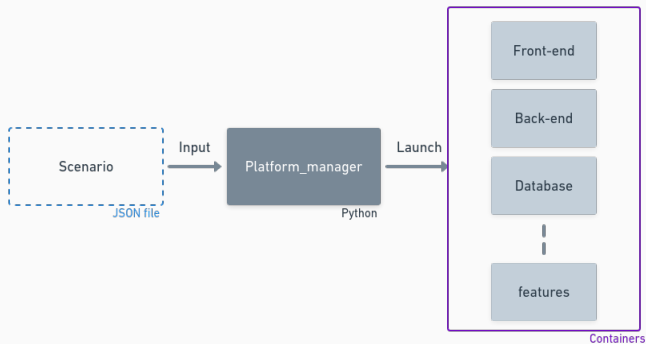 Scenario
JSON file
Input
Platform_manager
Python
Launch
Front-end
Back-end
Database
features
Containers